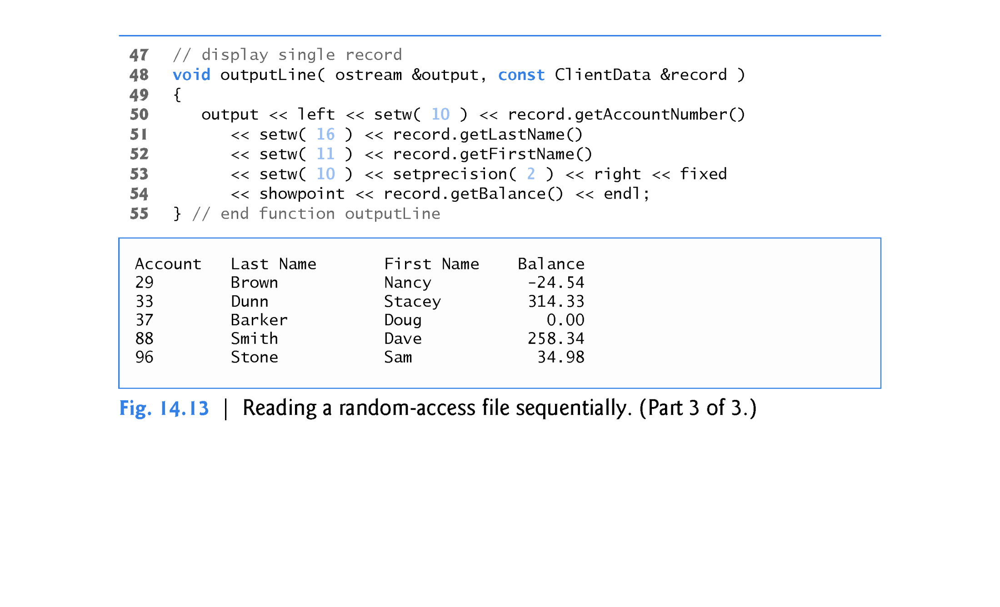 47 // display single record
48 void outputLine( ostream &output, const ClientData &record )
49 {
50 output << left << setw( 10 ) << record.getAccountNumber()
51 << setw( 16 ) << record.getLastName()
52 << setw( 11 ) << record.getFirstName()
53 << setw( 10 ) << setprecision( 2 ) << right << fixed
54 << showpoint << record.getBalance() << endl;
55 } // end function outputLine
Account Last Name First Name Balance
29 Brown Nancy -24.54
33 Dunn Stacey 314.33
37 Barker Doug 0.00
88 Smith Dave 258.34
96 Stone Sam 34.98
Fig. 14.13 | Reading a random-access file sequentially. (Part 3 of 3.)